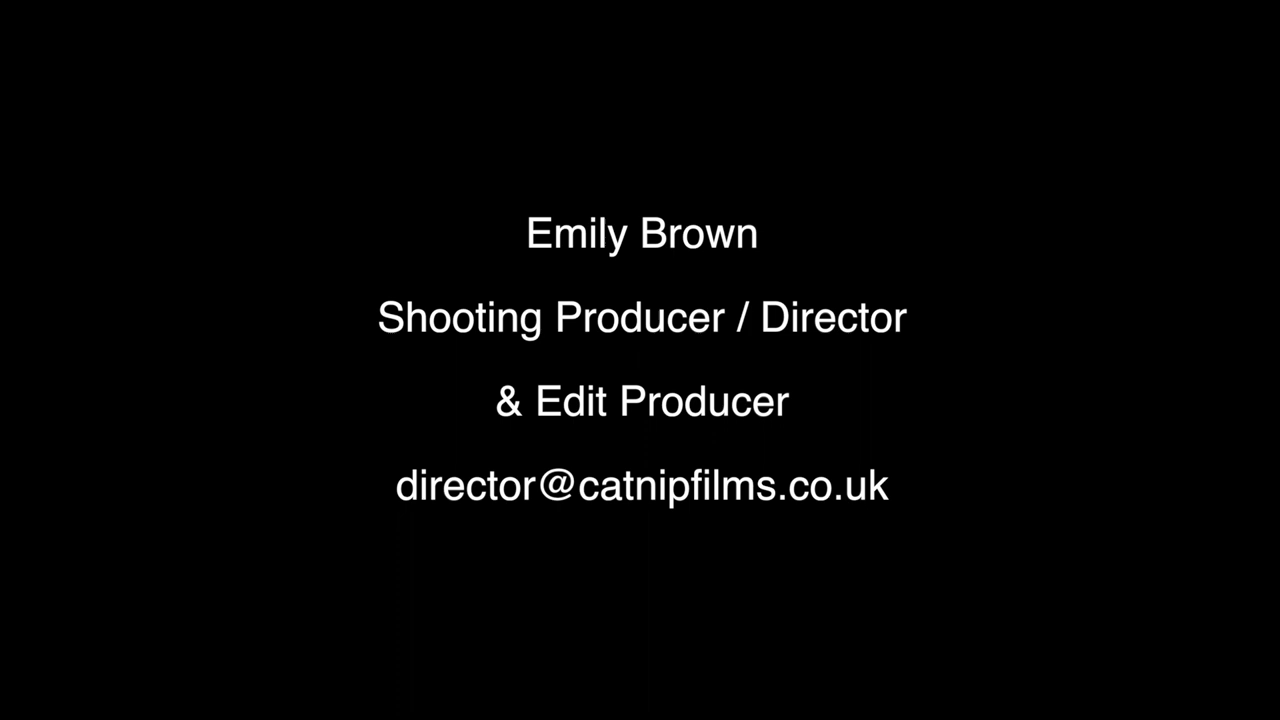 Emily Brown
Shooting Producer / Director
& Edit Producer
director@catnipfilms.co.uk